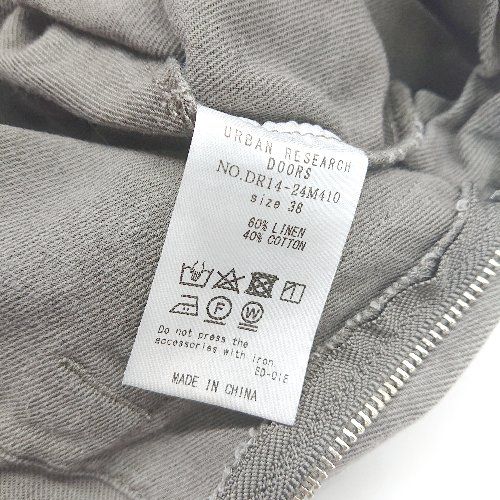 URBAN RESEARCH
DOORS
NO.DR14-24M410
size 38
60% LINEN
40% COTTON
F W
Do not press the
accessories with iron.
ED-01E
MADE IN CHINA